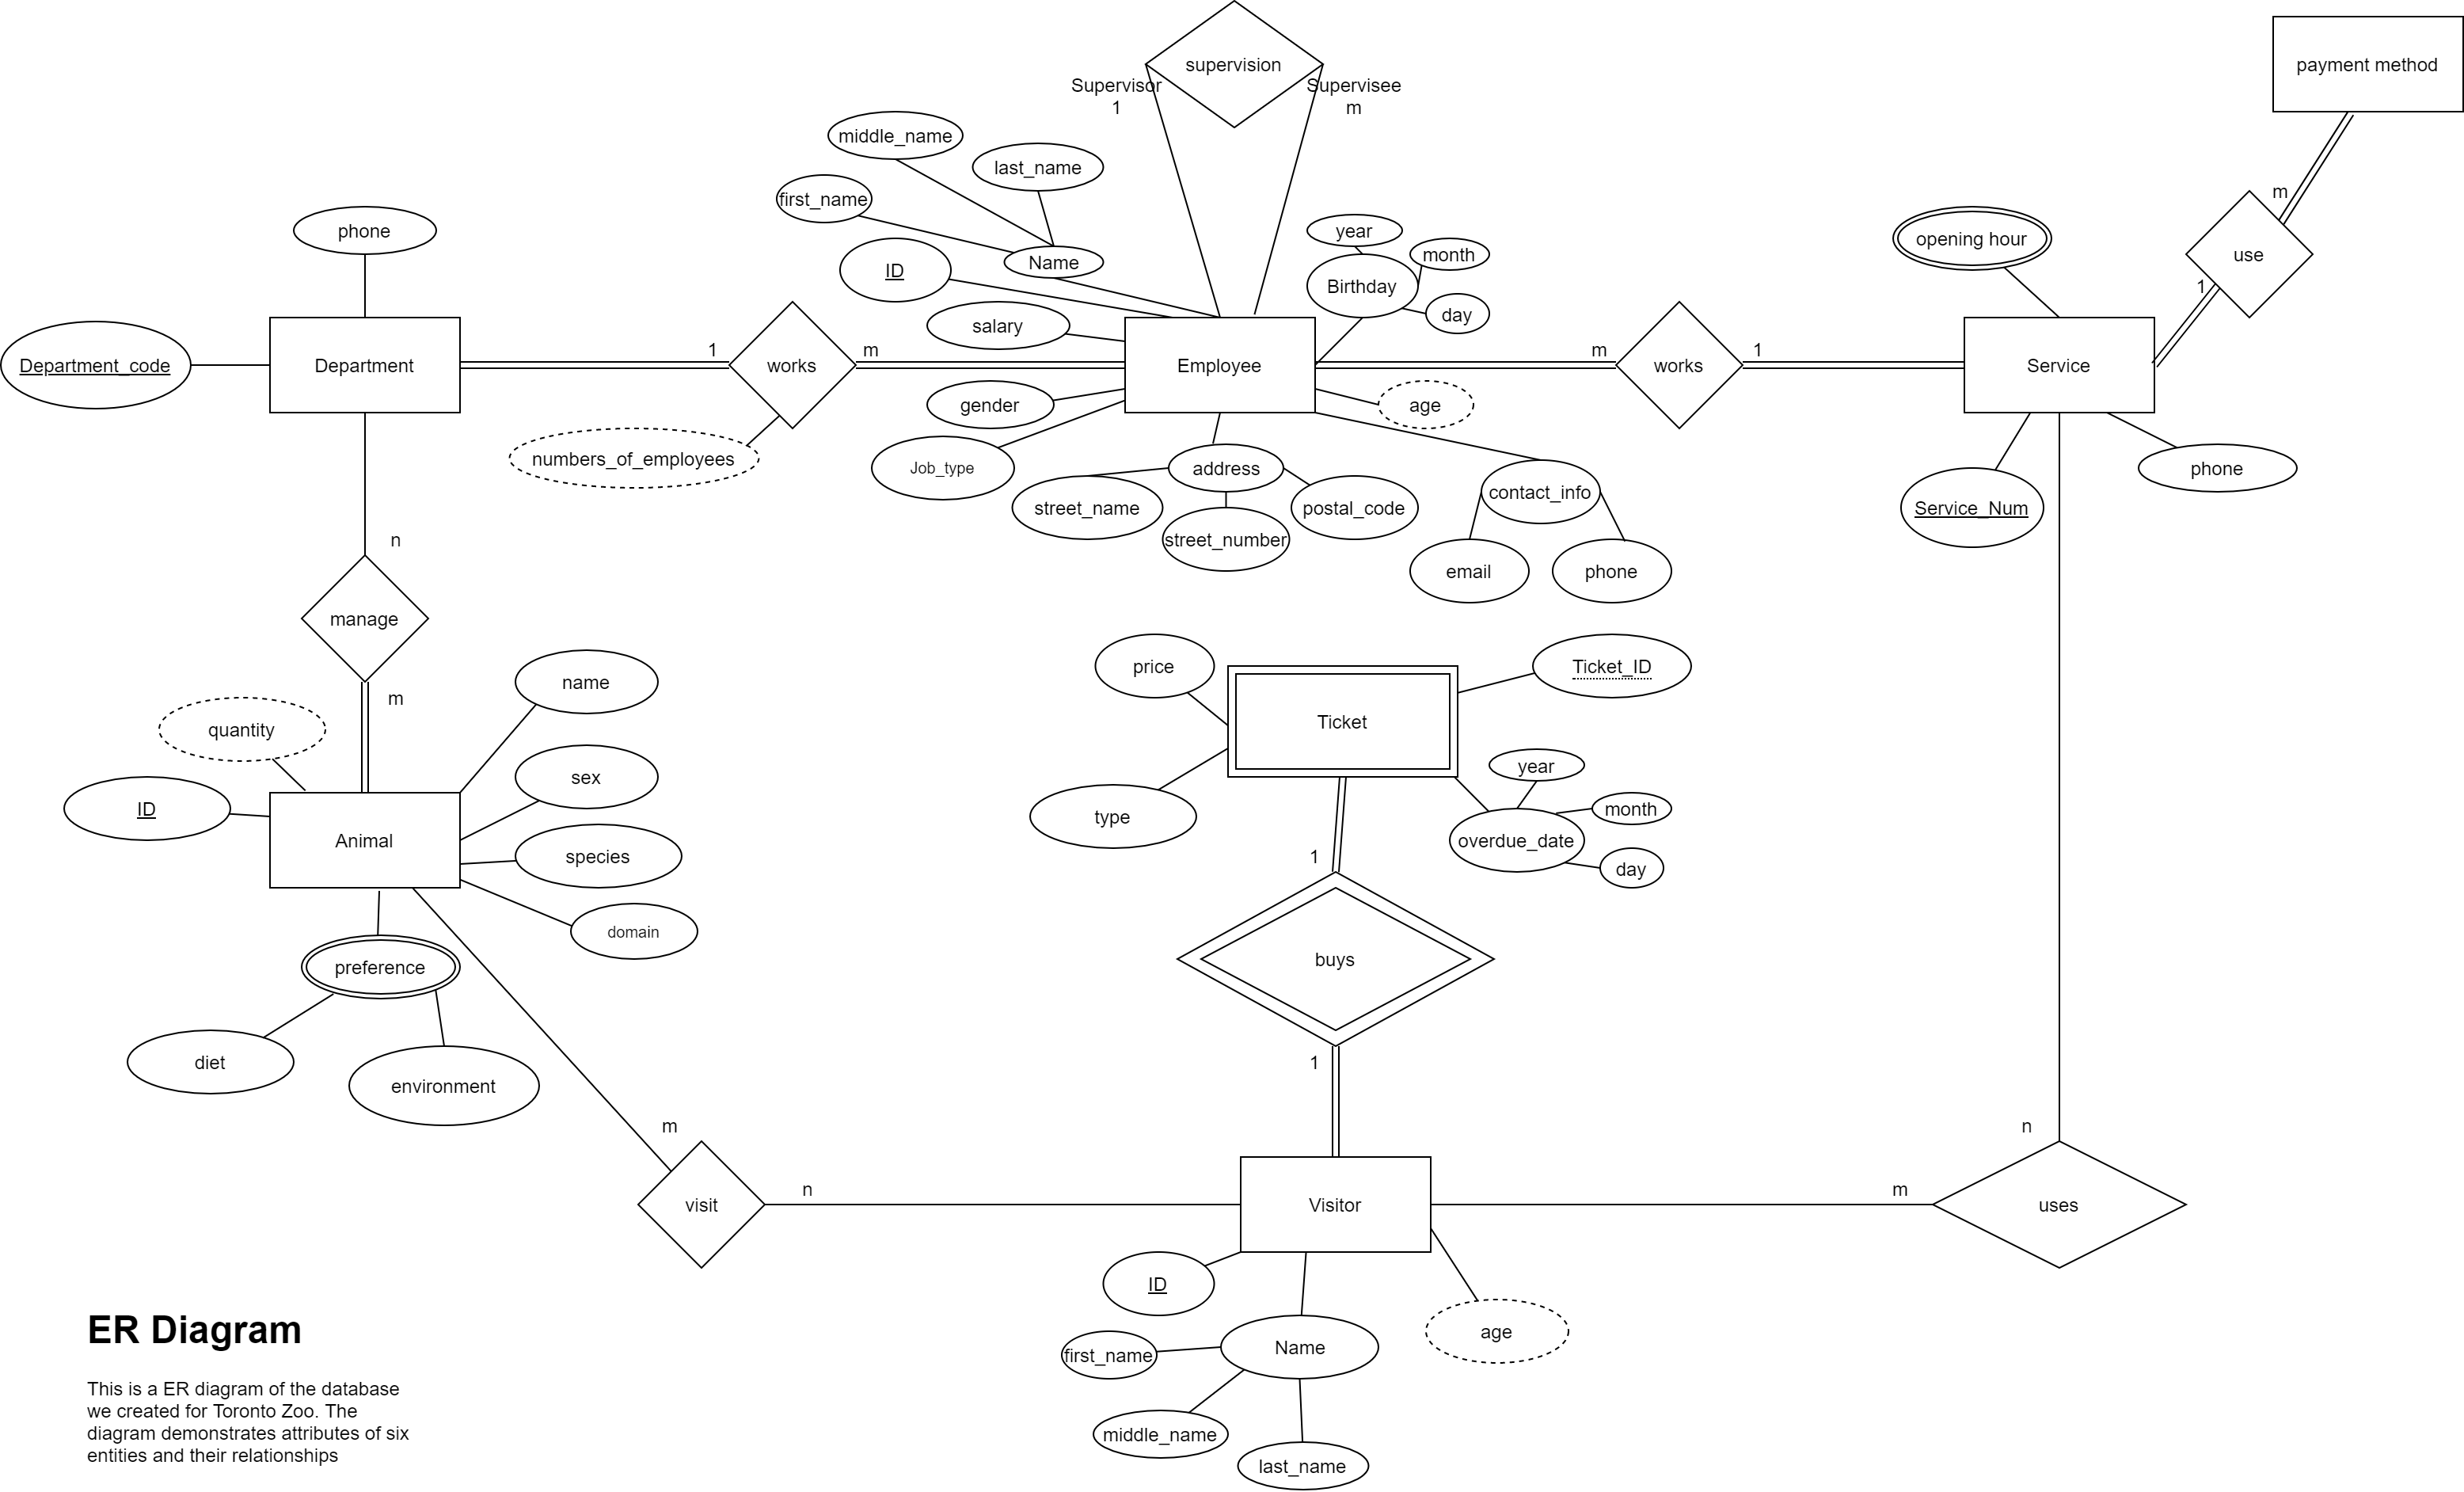 supervision
payment method
Supervisor
1
Supervisee
m
middle_name
last_name
first_name
m
phone
year
month
opening hour
use
ID
Name
Birthday
1
day
salary
1
m
m
1
Department_code
Department
works
Employee
works
Service
gender
age
numbers_of_employees
Job_type
address
phone
contact_info
street_name
postal_code
Service_Num
n
street_number
email
phone
manage
price
Ticket_ID
name
m
Ticket
quantity
sex
year
ID
type
month
Animal
overdue_date
species
1
day
domain
preference
buys
diet
environment
1
m
n
n
m
visit
Visitor
uses
ID
ER Diagram
age
Name
first_name
This is a ER diagram of the database
we created for Toronto Zoo. The
diagram demonstrates attributes of six
entities and their relationships
middle_name
last_name